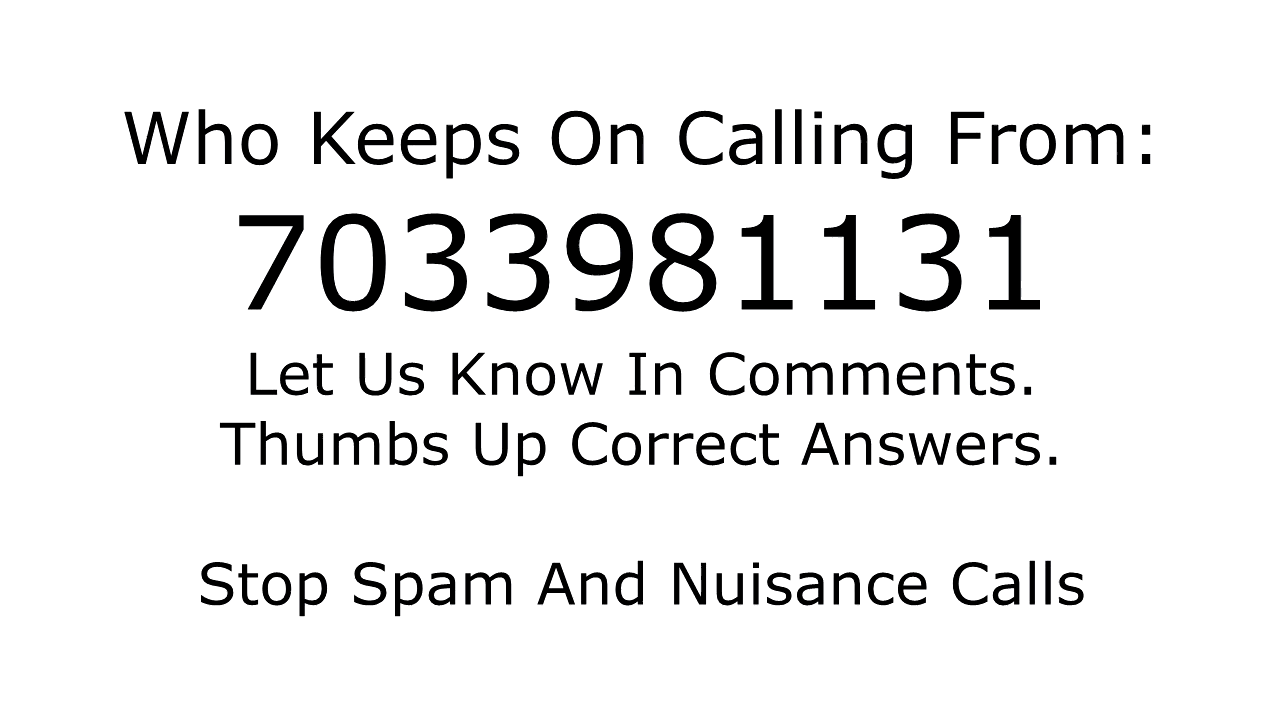 Who Keeps On Calling From:
7033981131
Let Us Know In Comments.
Thumbs Up Correct Answers.
Stop Spam And Nuisance Calls